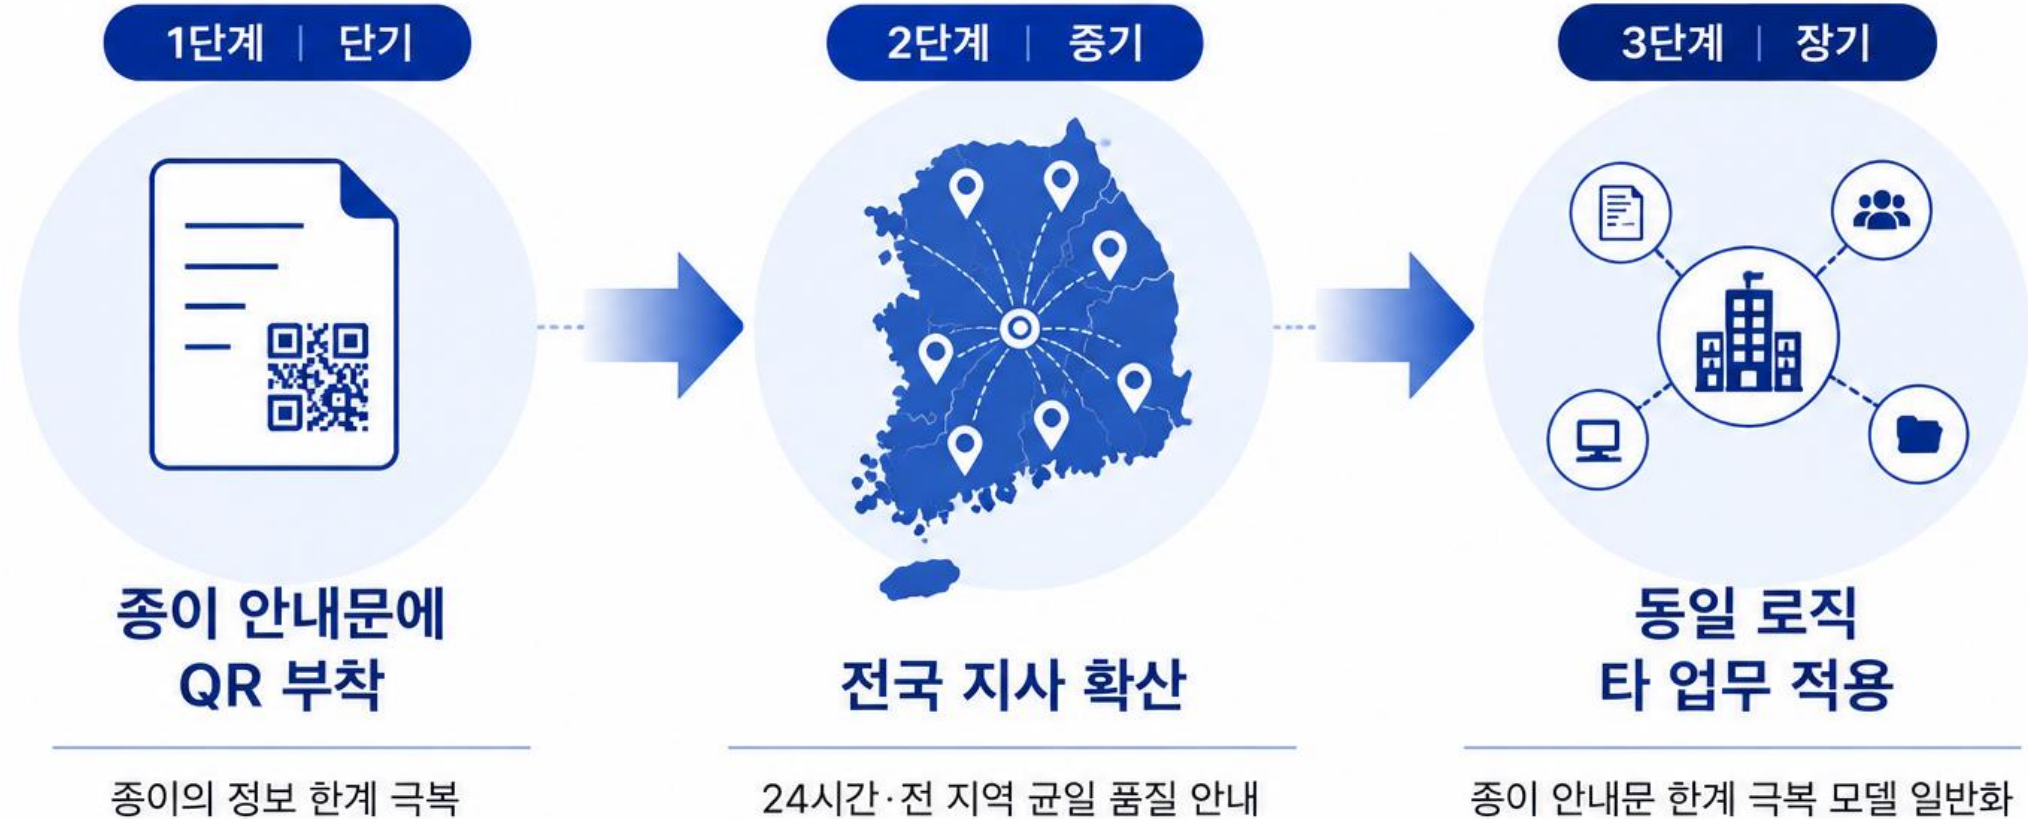 1단계 | 단기
종이 안내문에
QR 부착
종이의 정보 한계 극복
2단계 | 중기
전국 지사 확산
24시간·전 지역 균일 품질 안내
3단계 | 장기
동일 로직
타 업무 적용
종이 안내문 한계 극복 모델 일반화